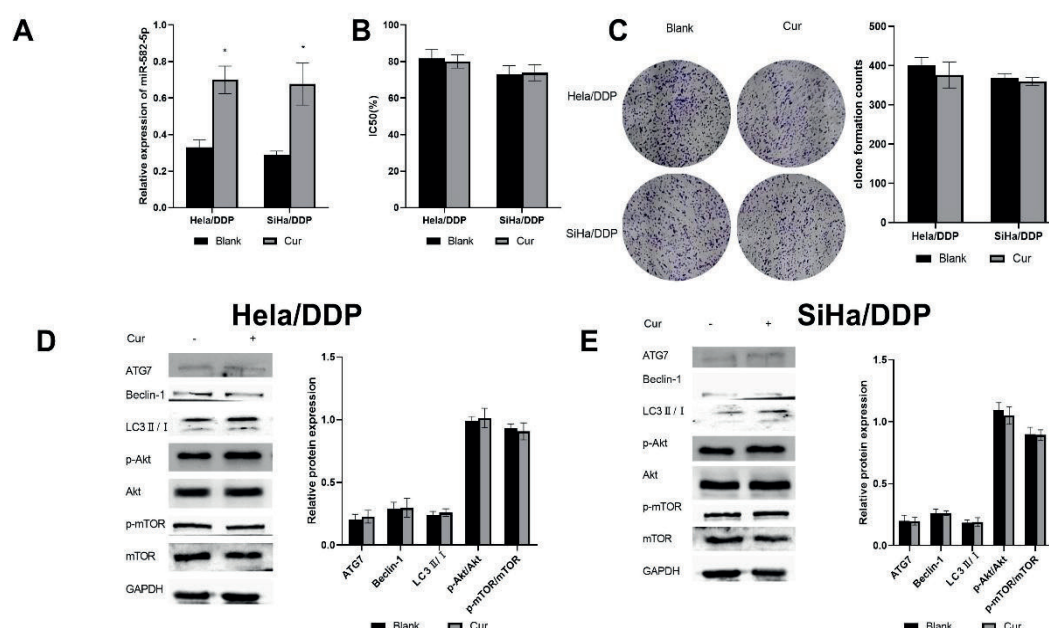 A
Relative expression of miR-582-5p
1.0
0.8
0.6
0.4
0.2
0.0
*
*
Hela/DDP SiHa/DDP
Blank Cur
B
IC50(%)
100
80
60
40
20
0
Hela/DDP SiHa/DDP
Blank Cur
C
Blank Cur
Hela/DDP
SiHa/DDP
clone formation counts
500
400
300
200
100
0
Hela/DDP SiHa/DDP
Blank Cur
Hela/DDP
D
Cur - +
ATG7
Beclin-1
LC3 II / I
p-Akt
Akt
p-mTOR
mTOR
GAPDH
Relative protein expression
1.5
1.0
0.5
0.0
ATG7
Beclin-1
LC3 II/ I
p-Akt/Akt
p-mTOR/mTOR
Blank Cur
SiHa/DDP
E
Cur - +
ATG7
Beclin-1
LC3 II / I
p-Akt
Akt
p-mTOR
mTOR
GAPDH
Relative protein expression
1.5
1.0
0.5
0.0
ATG7
Beclin-1
LC3 II/ I
p-Akt/Akt
p-mTOR/mTOR
Blank Cur